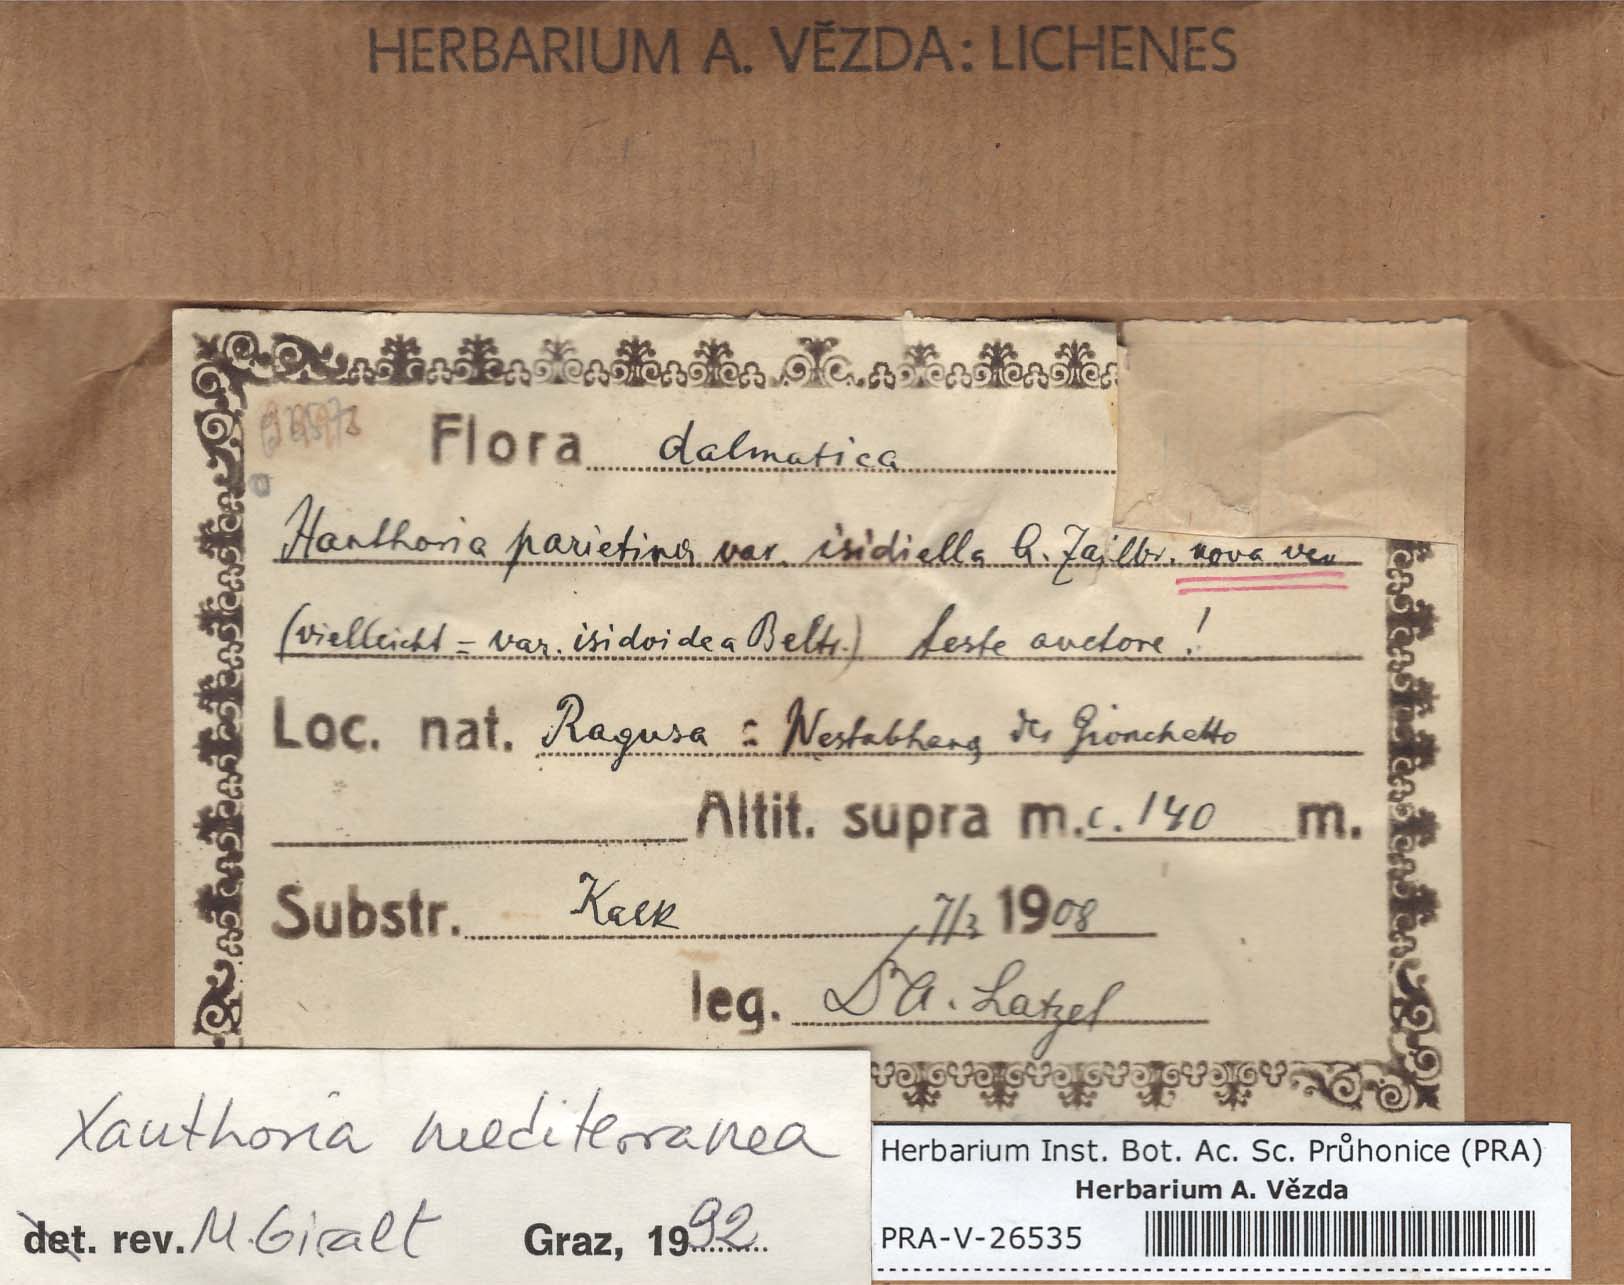 HERBARIUM A. VĚZDA: LICHENES
Flora dalmatica
Xanthoria parietina var. isidiella A. Zahlbr. nova var
(vielleicht = var. isidoidea Beltr.) teste auctore!
Loc. nat. Ragusa : Westabhang des Gionchetto
Altit. supra m. c. 140 m.
Substr. Kalk 7/3 1908
leg. Dr A. Latzel
Xanthoria mediterranea
det. rev. M. Giralt Graz, 1992
Herbarium Inst. Bot. Ac. Sc. Průhonice (PRA)
Herbarium A. Vězda
PRA-V-26535